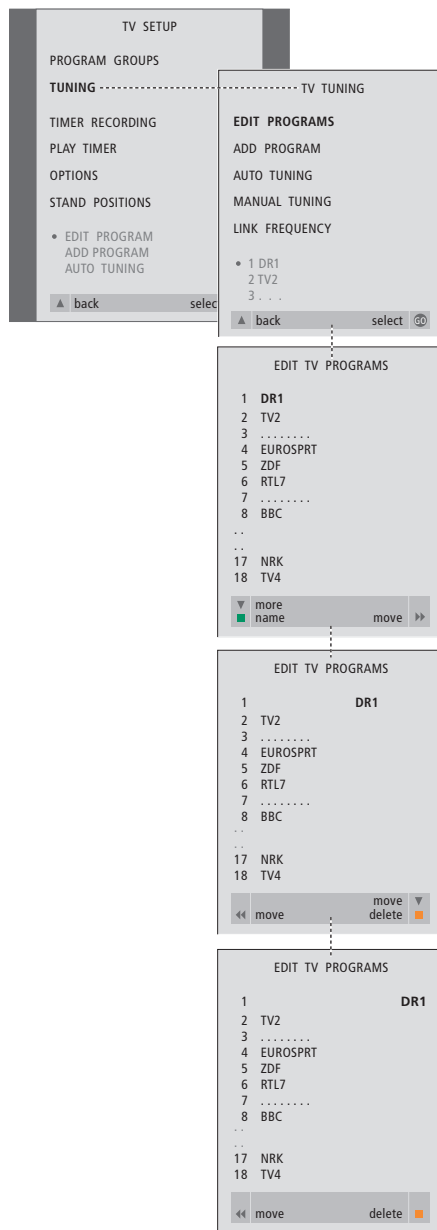 TV SETUP
PROGRAM GROUPS
TUNING
TIMER RECORDING
PLAY TIMER
OPTIONS
STAND POSITIONS
• EDIT PROGRAM
ADD PROGRAM
AUTO TUNING
▲ back selec
TV TUNING
EDIT PROGRAMS
ADD PROGRAM
AUTO TUNING
MANUAL TUNING
LINK FREQUENCY
• 1 DR1
2 TV2
3 . . .
▲ back select GO
EDIT TV PROGRAMS
1 DR1
2 TV2
3 . . . . . . . .
4 EUROSPRT
5 ZDF
6 RTL7
7 . . . . . . . .
8 BBC
. .
. .
17 NRK
18 TV4
▼ more
name move
EDIT TV PROGRAMS
1 DR1
2 TV2
3 . . . . . . . .
4 EUROSPRT
5 ZDF
6 RTL7
7 . . . . . . . .
8 BBC
. .
. .
17 NRK
18 TV4
move ▼
move delete
EDIT TV PROGRAMS
1 DR1
2 TV2
3 . . . . . . . .
4 EUROSPRT
5 ZDF
6 RTL7
7 . . . . . . . .
8 BBC
. .
. .
17 NRK
18 TV4
move delete